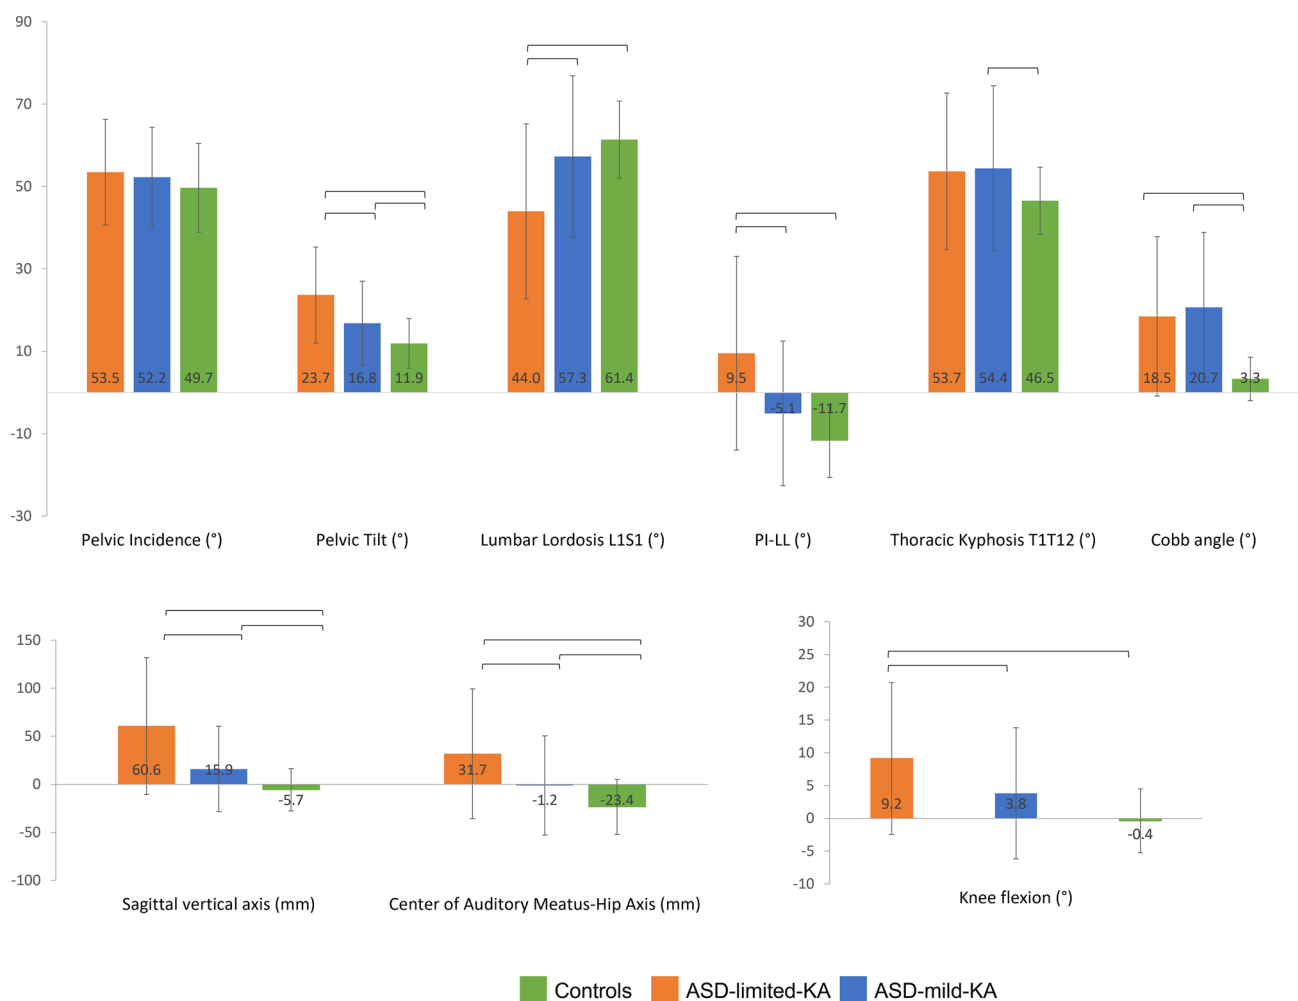 90
70
50
30
10
-10
-30
53.5 52.2 49.7
23.7 16.8 11.9
44.0 57.3 61.4
9.5 -5.1 -11.7
53.7 54.4 46.5
18.5 20.7 3.3
Pelvic Incidence (°) Pelvic Tilt (°) Lumbar Lordosis L1S1 (°) PI-LL (°) Thoracic Kyphosis T1T12 (°) Cobb angle (°)
150
100
50
0
-50
-100
60.6 15.9 -5.7
31.7 -1.2 -23.4
Sagittal vertical axis (mm) Center of Auditory Meatus-Hip Axis (mm)
30
25
20
15
10
5
0
-5
-10
9.2 3.8 -0.4
Knee flexion (°)
Controls ASD-limited-KA ASD-mild-KA